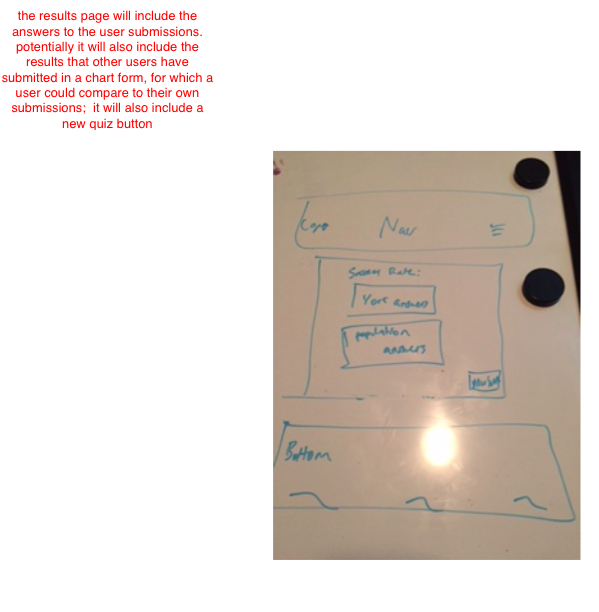 the results page will include the
answers to the user submissions.
potentially it will also include the
results that other users have
submitted in a chart form, for which a
user could compare to their own
submissions;  it will also include a
new quiz button
Logo Nav
Success Rate:
Your answers
population
answers
Bottom